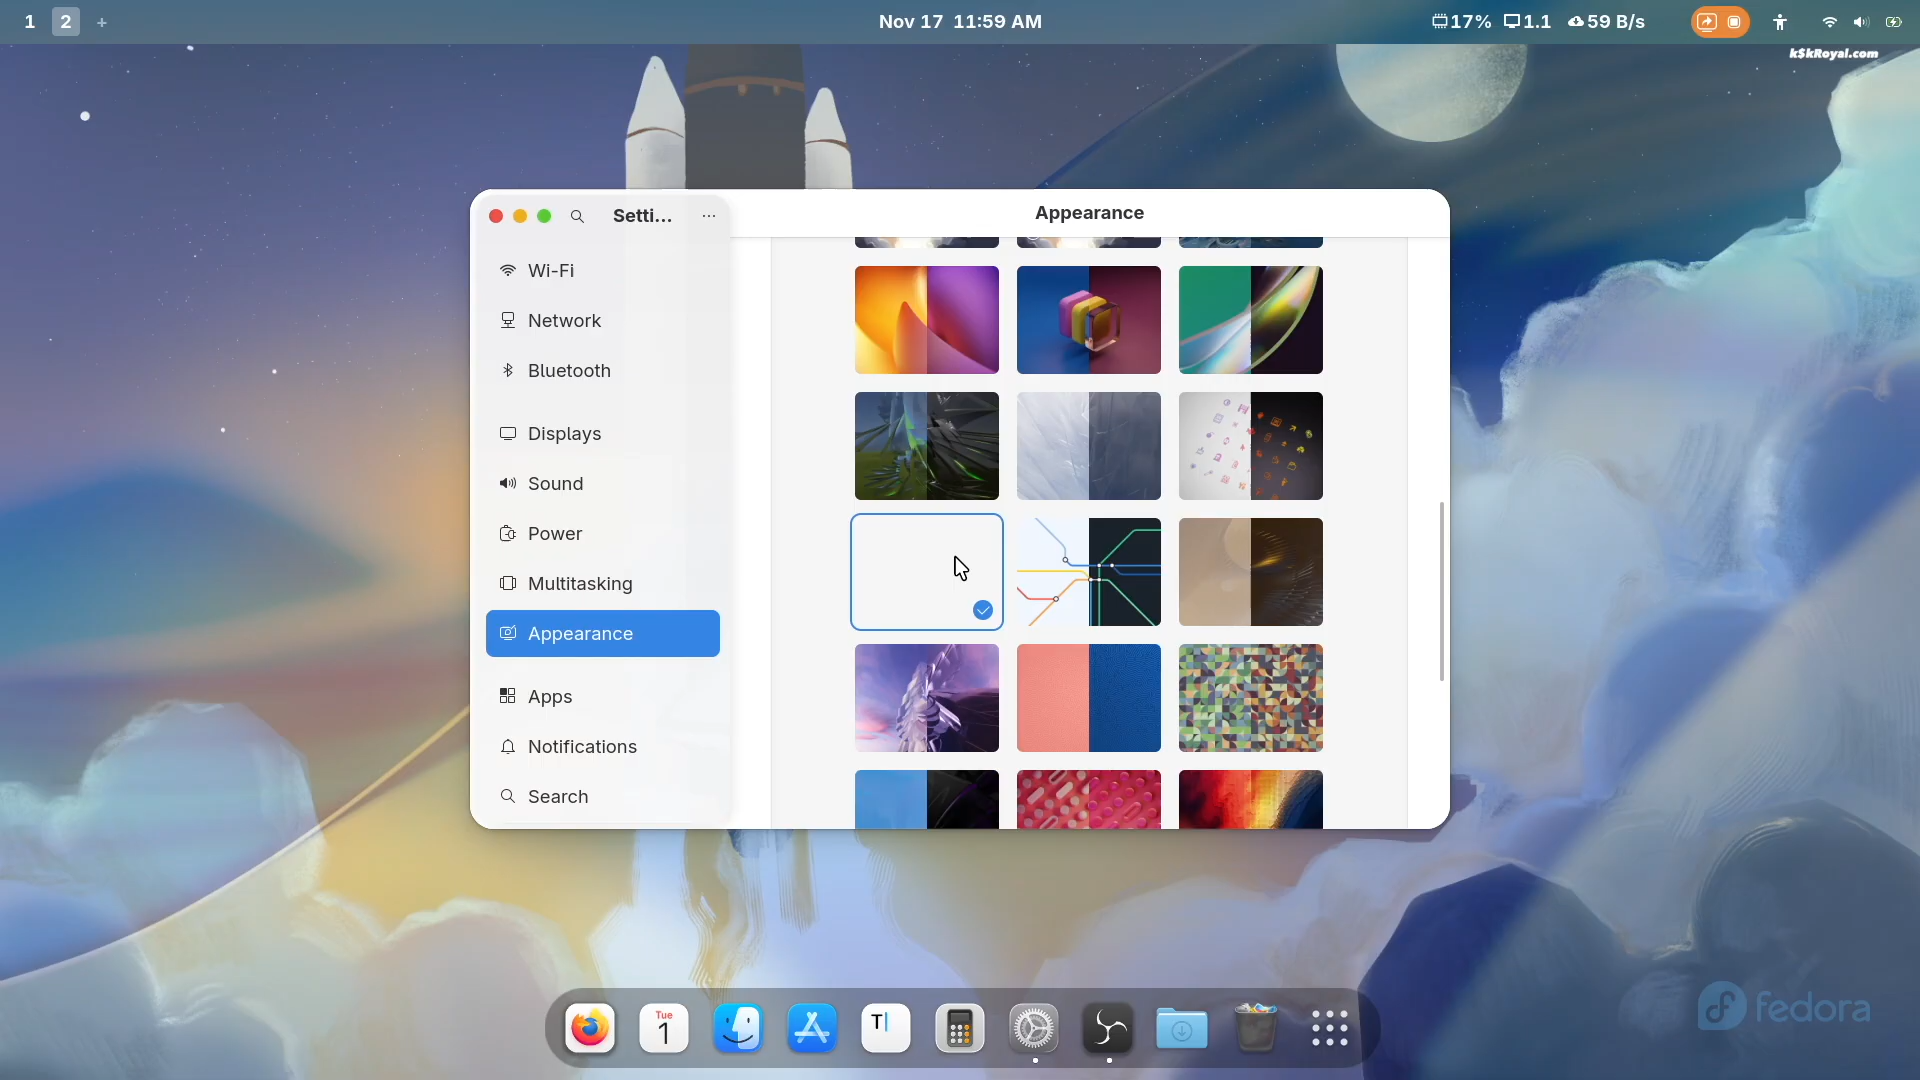 1 2 +
Nov 17 11:59 AM
17% 1.1 59 B/s
k$kRoyal.com
Setti...
Appearance
Wi-Fi
Network
Bluetooth
Displays
Sound
Power
Multitasking
Appearance
Apps
Notifications
Search
Tue
1
T
fedora